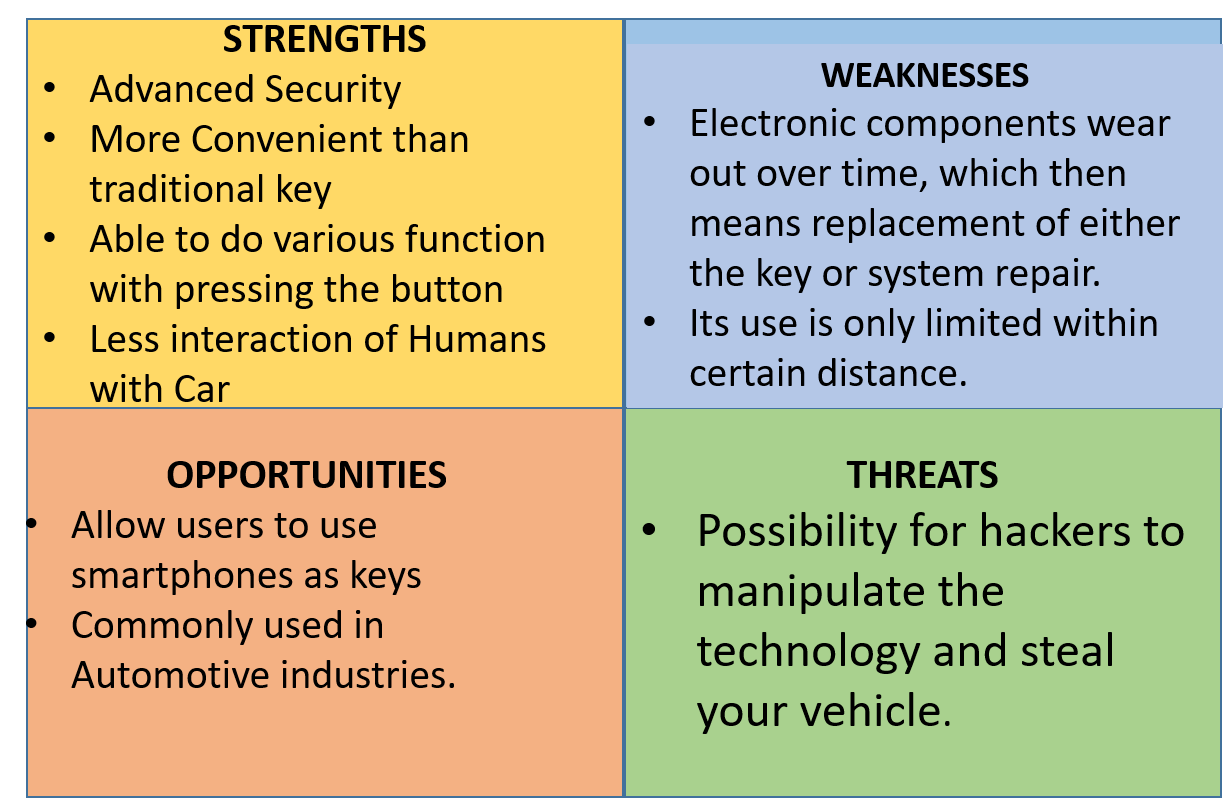 STRENGTHS
• Advanced Security
• More Convenient than
traditional key
• Able to do various function
with pressing the button
• Less interaction of Humans
with Car
WEAKNESSES
• Electronic components wear
out over time, which then
means replacement of either
the key or system repair.
• Its use is only limited within
certain distance.
OPPORTUNITIES
• Allow users to use
smartphones as keys
• Commonly used in
Automotive industries.
THREATS
• Possibility for hackers to
manipulate the
technology and steal
your vehicle.